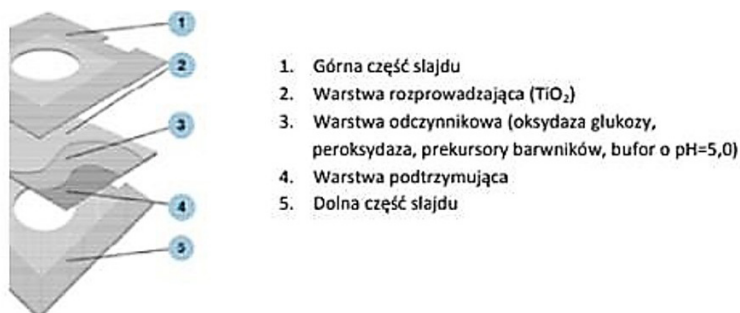 1
2
3
4
5
1. Górna część slajdu
2. Warstwa rozprowadzająca (TiO₂)
3. Warstwa odczynnikowa (oksydaza glukozy,
peroksydaza, prekursory barwników, bufor o pH=5,0)
4. Warstwa podtrzymująca
5. Dolna część slajdu